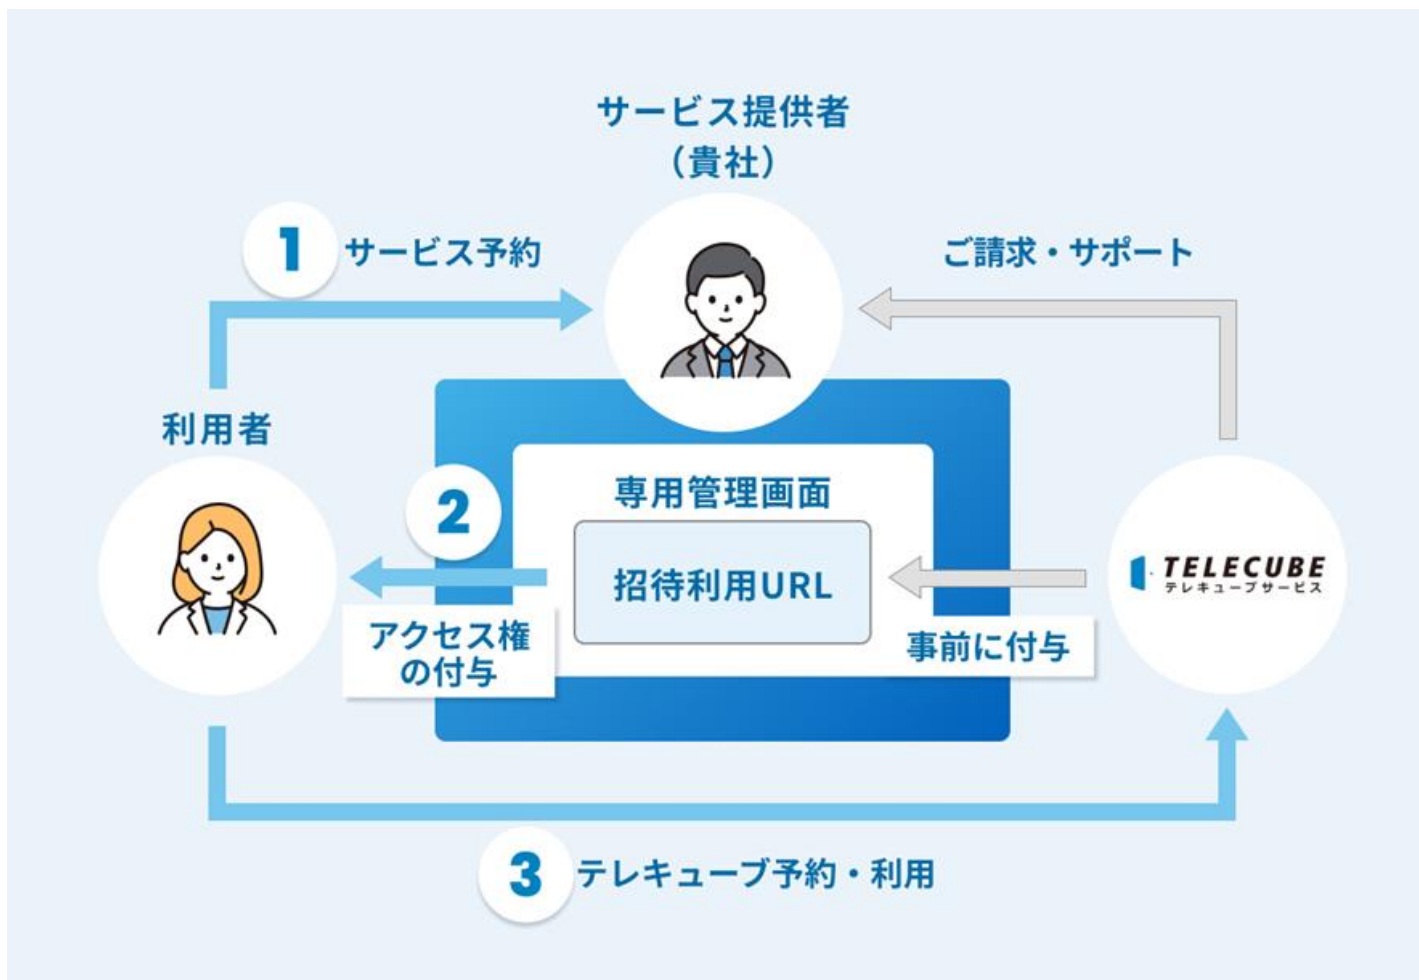 サービス提供者
（貴社）
1
サービス予約
ご請求・サポート
利用者
2
専用管理画面
招待利用URL
アクセス権
の付与
事前に付与
TELECUBE
テレキューブサービス
3
テレキューブ予約・利用